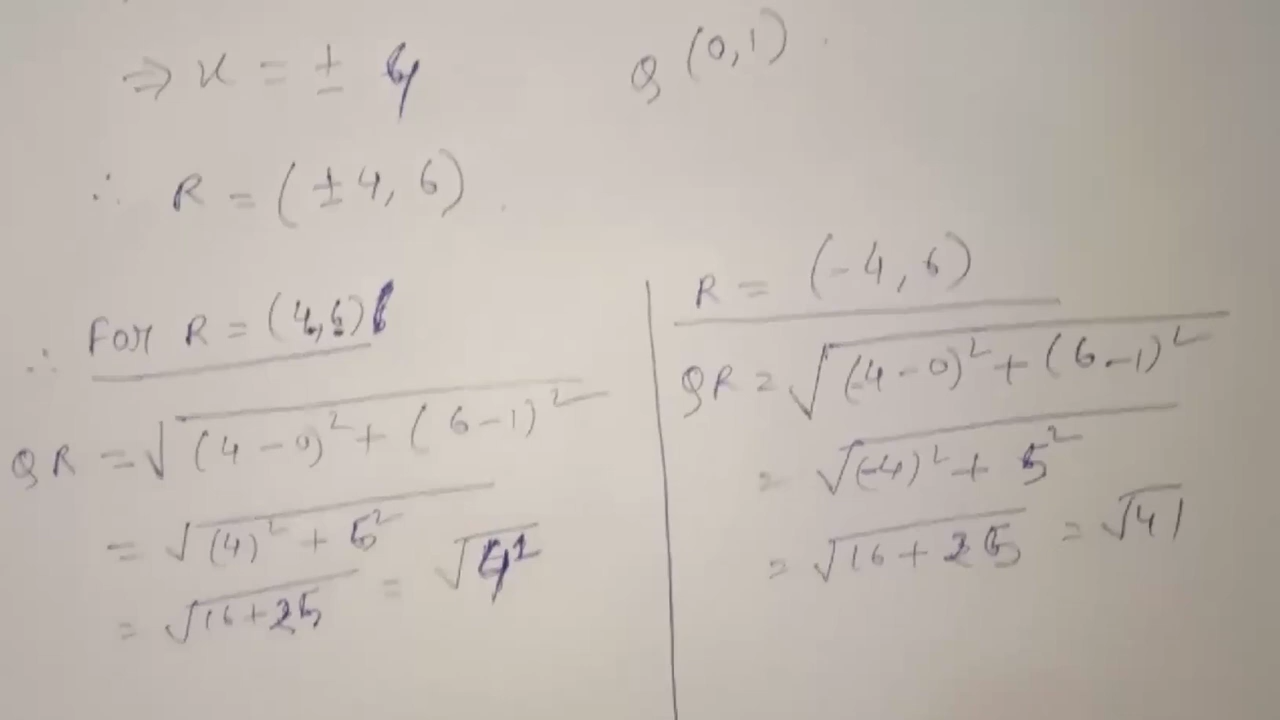 ⇒ x = ± 4
Q (0,1)
∴ R = (±4, 6)
∴ For R = (4,6)
QR = √((4-0)² + (6-1)²)
= √((4)² + 5²)
= √(16+25) = √41
R = (-4, 6)
QR = √((-4-0)² + (6-1)²)
= √((-4)² + 5²)
= √(16+25) = √41